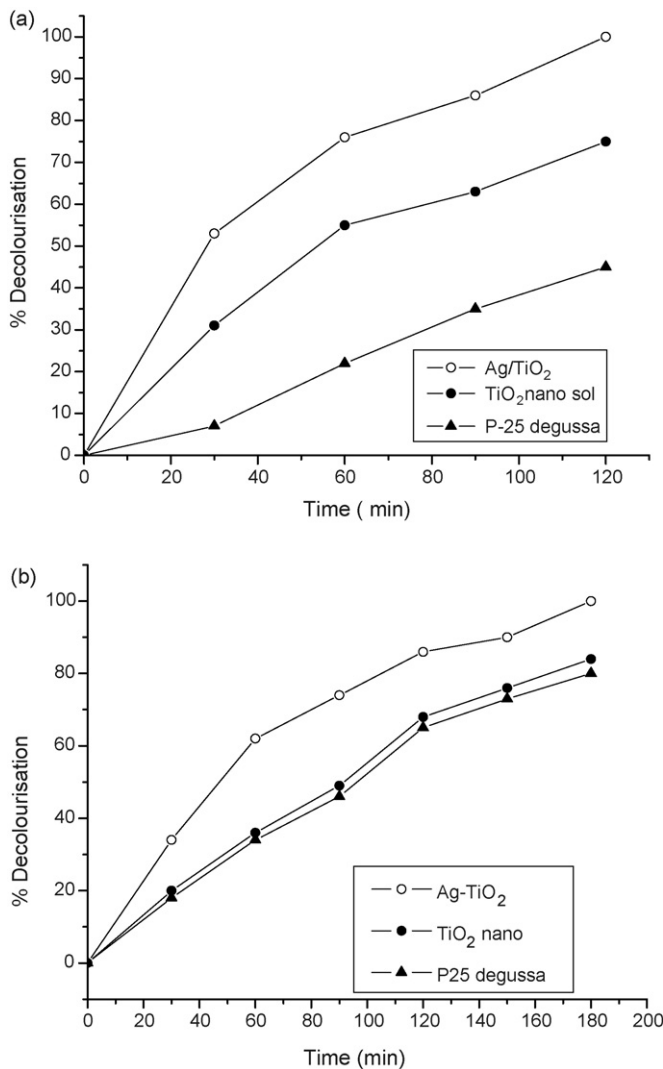 (a)
100
90
80
70
60
50
40
30
20
10
0
% Decolourisation
Ag/TiO2
TiO2nano sol
P-25 degussa
0 20 40 60 80 100 120
Time ( min)
(b)
100
80
60
40
20
0
% Decolourisation
Ag-TiO2
TiO2 nano
P25 degussa
0 20 40 60 80 100 120 140 160 180 200
Time (min)